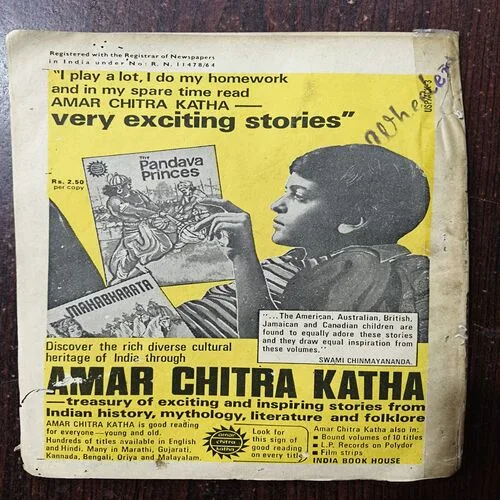 Registered with the Registrar of Newspapers
in India under No: R. N. 11478/64
"I play a lot, I do my homework
and in my spare time read
AMAR CHITRA KATHA —
very exciting stories"
The
Pandava
Princes
Rs. 2.50
per copy
MAHABHARATA
"...The American, Australian, British,
Jamaican and Canadian children are
found to equally adore these stories
and they draw equal inspiration from
these volumes."
SWAMI CHINMAYANANDA.
Discover the rich diverse cultural
heritage of India through
AMAR CHITRA KATHA
—treasury of exciting and inspiring stories from
Indian history, mythology, literature and folklore
AMAR CHITRA KATHA is good reading
for everyone—young and old.
Hundreds of titles available in English
and Hindi. Many in Marathi, Gujarati,
Kannada, Bengali, Oriya and Malayalam.
amar
chitra
katha
Look for
this sign of
good reading
on every title
Amar Chitra Katha also in:
• Bound volumes of 10 titles
• L.P. Records on Polydor
• Film strips
INDIA BOOK HOUSE